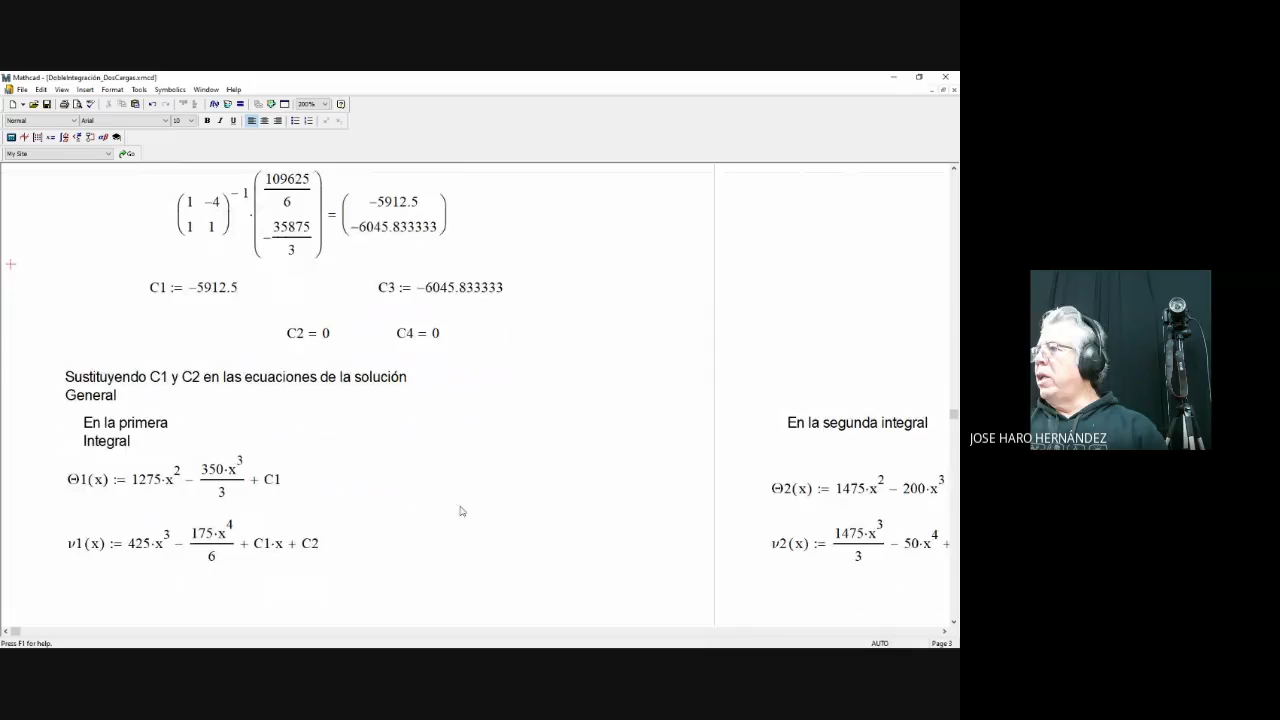 Mathcad - [DobleIntegración_DosCargas.xmcd]
File Edit View Insert Format Tools Symbolics Window Help
200%
Normal Arial 10 B I U
My Site Go
(1 -4; 1 1)^-1 · (109625/6; -35875/3) = (-5912.5; -6045.833333)
C1 := -5912.5 C3 := -6045.833333
C2 = 0 C4 = 0
Sustituyendo C1 y C2 en las ecuaciones de la solución
General
En la primera
Integral
En la segunda integral
Θ1(x) := 1275·x^2 - 350·x^3/3 + C1
Θ2(x) := 1475·x^2 - 200·x^3
ν1(x) := 425·x^3 - 175·x^4/6 + C1·x + C2
ν2(x) := 1475·x^3/3 - 50·x^4 +
Press F1 for help. AUTO Page 3
JOSE HARO HERNÁNDEZ